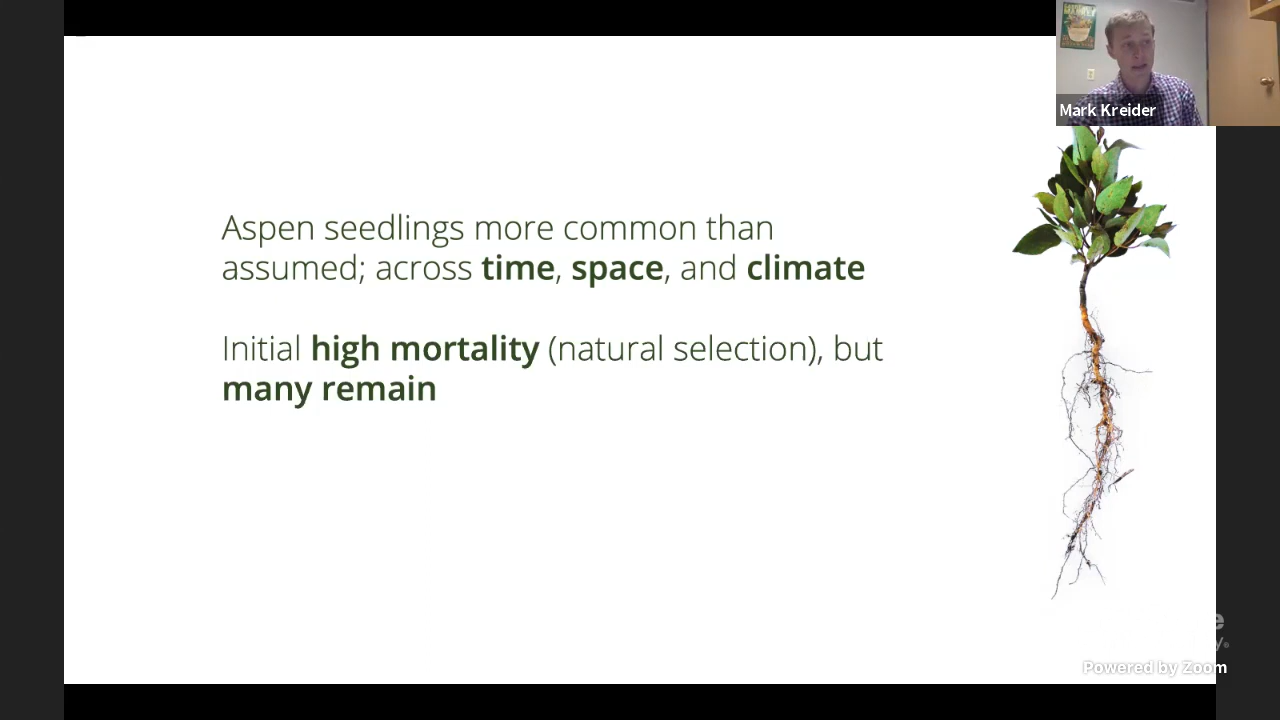 Mark Kreider
Aspen seedlings more common than
assumed; across time, space, and climate
Initial high mortality (natural selection), but
many remain
Powered by Zoom